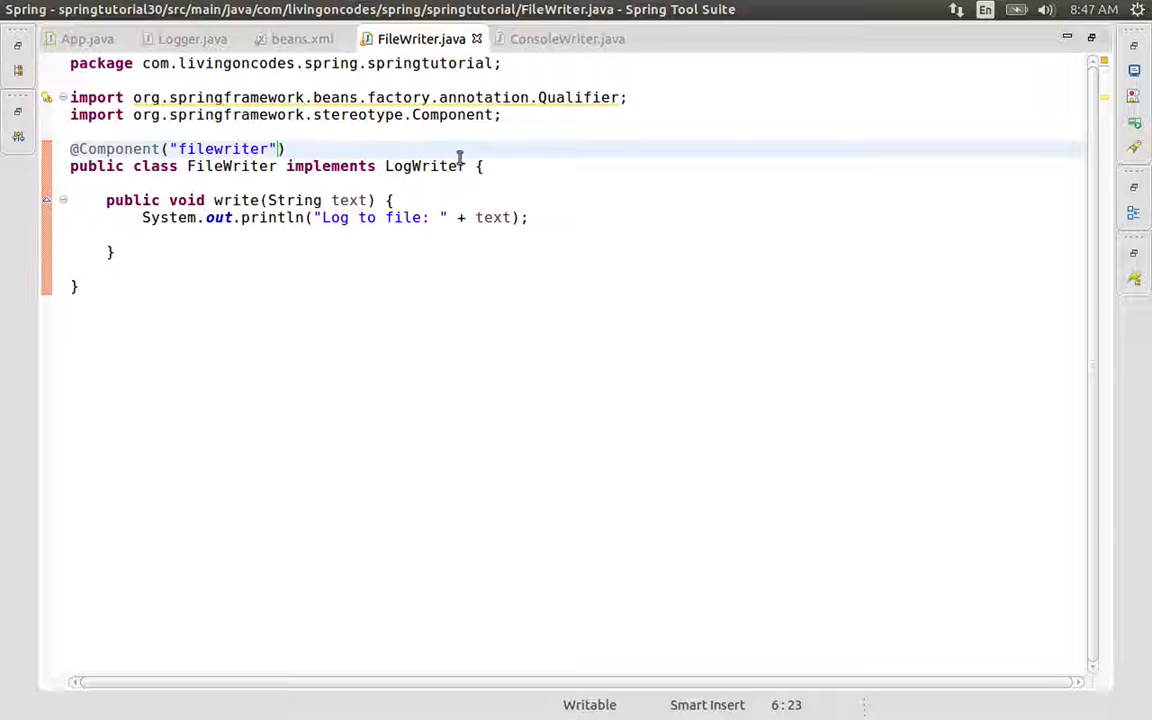 Spring - springtutorial30/src/main/java/com/livingoncodes/spring/springtutorial/FileWriter.java - Spring Tool Suite
En
8:47 AM
App.java
Logger.java
beans.xml
FileWriter.java
ConsoleWriter.java
package com.livingoncodes.spring.springtutorial;
import org.springframework.beans.factory.annotation.Qualifier;
import org.springframework.stereotype.Component;
@Component("filewriter")
public class FileWriter implements LogWriter {
public void write(String text) {
System.out.println("Log to file: " + text);
}
}
Writable
Smart Insert
6 : 23